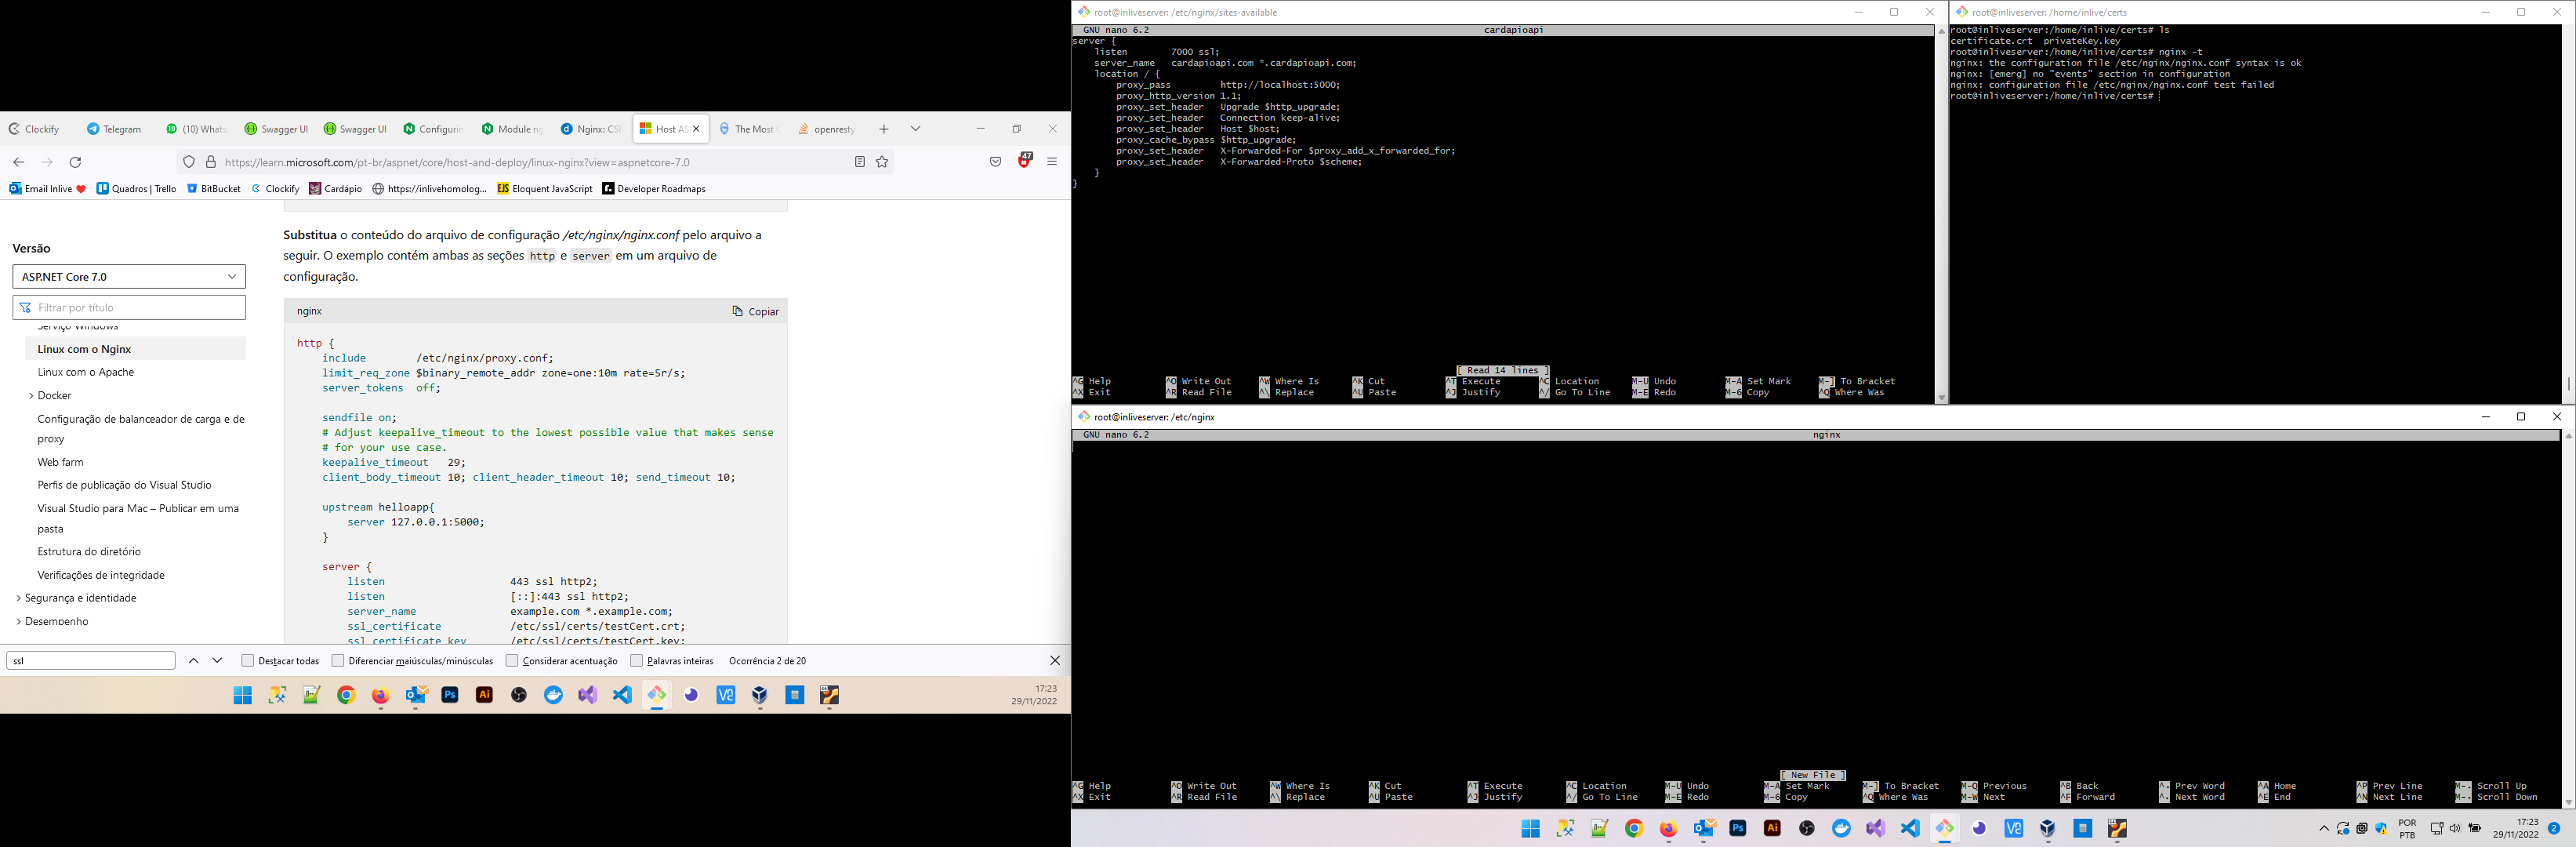 Clockify
Telegram
(10) Whats
Swagger UI
Swagger UI
Configurin
Module ng
Nginx: CSR
Host AS
The Most C
openresty
https://learn.microsoft.com/pt-br/aspnet/core/host-and-deploy/linux-nginx?view=aspnetcore-7.0
47
Email Inlive
Quadros | Trello
BitBucket
Clockify
Cardápio
https://inlivehomolog...
Eloquent JavaScript
Developer Roadmaps
Versão
ASP.NET Core 7.0
Filtrar por título
Serviço Windows
Linux com o Nginx
Linux com o Apache
Docker
Configuração de balanceador de carga e de
proxy
Web farm
Perfis de publicação do Visual Studio
Visual Studio para Mac – Publicar em uma
pasta
Estrutura do diretório
Verificações de integridade
Segurança e identidade
Desempenho
Substitua o conteúdo do arquivo de configuração /etc/nginx/nginx.conf pelo arquivo a
seguir. O exemplo contém ambas as seções http e server em um arquivo de
configuração.
nginx
Copiar
http {
include        /etc/nginx/proxy.conf;
limit_req_zone $binary_remote_addr zone=one:10m rate=5r/s;
server_tokens  off;
sendfile on;
# Adjust keepalive_timeout to the lowest possible value that makes sense
# for your use case.
keepalive_timeout   29;
client_body_timeout 10; client_header_timeout 10; send_timeout 10;
upstream helloapp{
server 127.0.0.1:5000;
}
server {
listen                    443 ssl http2;
listen                    [::]:443 ssl http2;
server_name               example.com *.example.com;
ssl_certificate           /etc/ssl/certs/testCert.crt;
ssl_certificate_key       /etc/ssl/certs/testCert.key;
ssl
Destacar todas
Diferenciar maiúsculas/minúsculas
Considerar acentuação
Palavras inteiras
Ocorrência 2 de 20
17:23
29/11/2022
root@inliveserver: /etc/nginx/sites-available
GNU nano 6.2
cardapioapi
server {
listen        7000 ssl;
server_name   cardapioapi.com *.cardapioapi.com;
location / {
proxy_pass         http://localhost:5000;
proxy_http_version 1.1;
proxy_set_header   Upgrade $http_upgrade;
proxy_set_header   Connection keep-alive;
proxy_set_header   Host $host;
proxy_cache_bypass $http_upgrade;
proxy_set_header   X-Forwarded-For $proxy_add_x_forwarded_for;
proxy_set_header   X-Forwarded-Proto $scheme;
}
}
[ Read 14 lines ]
^G Help ^O Write Out ^W Where Is ^K Cut ^T Execute ^C Location M-U Undo M-A Set Mark M-] To Bracket
^X Exit ^R Read File ^\ Replace ^U Paste ^J Justify ^/ Go To Line M-E Redo M-6 Copy ^Q Where Was
root@inliveserver: /home/inlive/certs
root@inliveserver:/home/inlive/certs# ls
certificate.crt  privateKey.key
root@inliveserver:/home/inlive/certs# nginx -t
nginx: the configuration file /etc/nginx/nginx.conf syntax is ok
nginx: [emerg] no "events" section in configuration
nginx: configuration file /etc/nginx/nginx.conf test failed
root@inliveserver:/home/inlive/certs#
root@inliveserver: /etc/nginx
GNU nano 6.2
nginx
[ New File ]
^G Help ^O Write Out ^W Where Is ^K Cut ^T Execute ^C Location M-U Undo M-A Set Mark M-] To Bracket M-Q Previous ^B Back ^◂ Prev Word ^A Home ^P Prev Line M-▴ Scroll Up
^X Exit ^R Read File ^\ Replace ^U Paste ^J Justify ^/ Go To Line M-E Redo M-6 Copy ^Q Where Was M-W Next ^F Forward ^▸ Next Word ^E End ^N Next Line M-▾ Scroll Down
POR
PTB
17:23
29/11/2022
2